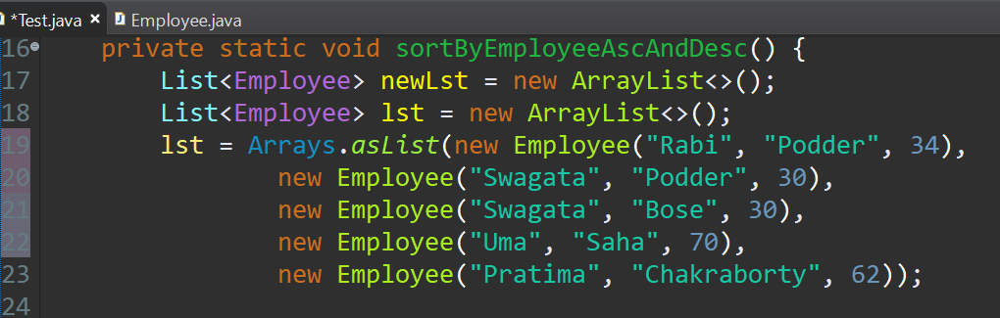 *Test.java × Employee.java
16 private static void sortByEmployeeAscAndDesc() {
17 List<Employee> newLst = new ArrayList<>();
18 List<Employee> lst = new ArrayList<>();
19 lst = Arrays.asList(new Employee("Rabi", "Podder", 34),
20 new Employee("Swagata", "Podder", 30),
21 new Employee("Swagata", "Bose", 30),
22 new Employee("Uma", "Saha", 70),
23 new Employee("Pratima", "Chakraborty", 62));
24